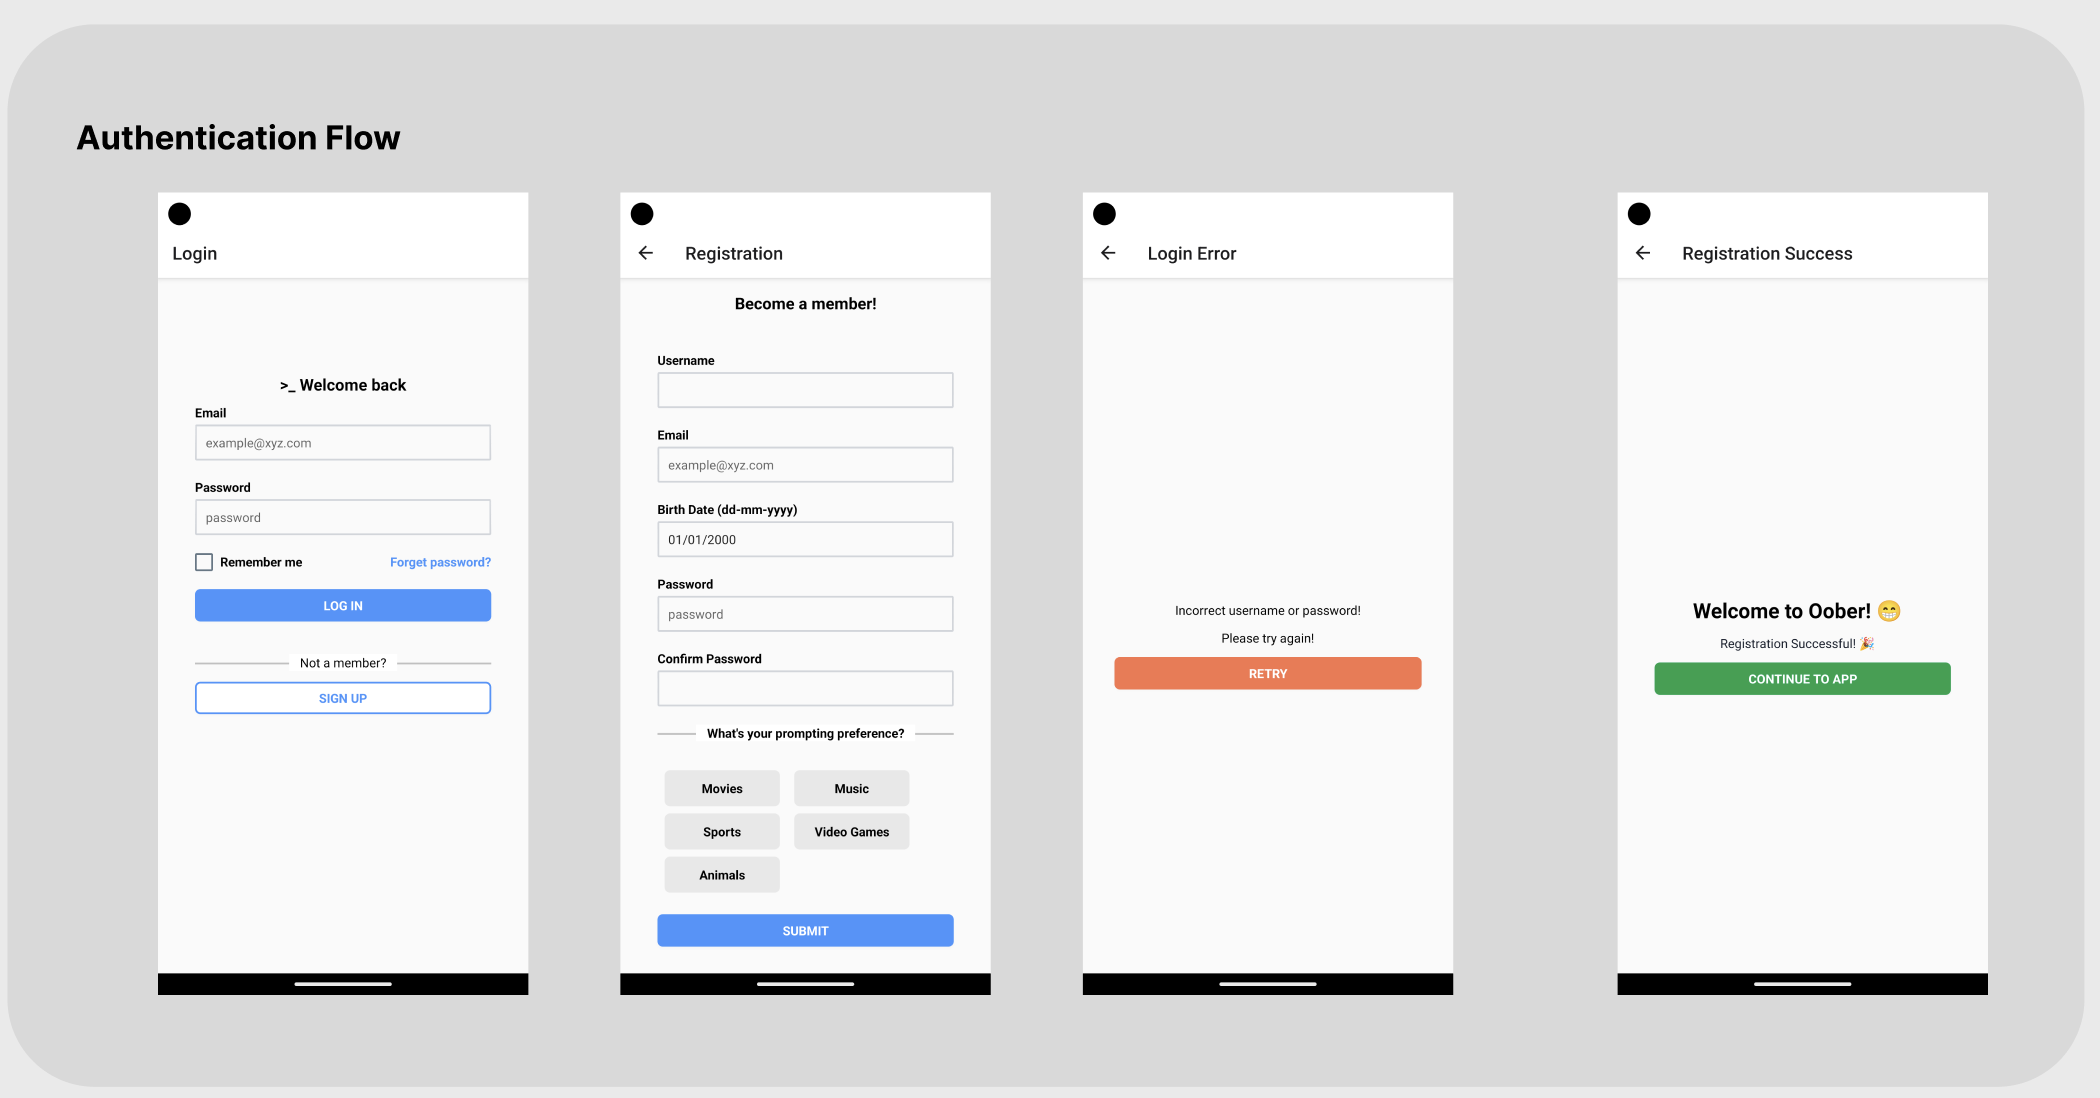 Authentication Flow
Login
>_ Welcome back
Email
example@xyz.com
Password
password
Remember me
Forget password?
LOG IN
Not a member?
SIGN UP
Registration
Become a member!
Username
Email
example@xyz.com
Birth Date (dd-mm-yyyy)
01/01/2000
Password
password
Confirm Password
What's your prompting preference?
Movies
Music
Sports
Video Games
Animals
SUBMIT
Login Error
Incorrect username or password!
Please try again!
RETRY
Registration Success
Welcome to Oober! 😁
Registration Successful! 🎉
CONTINUE TO APP